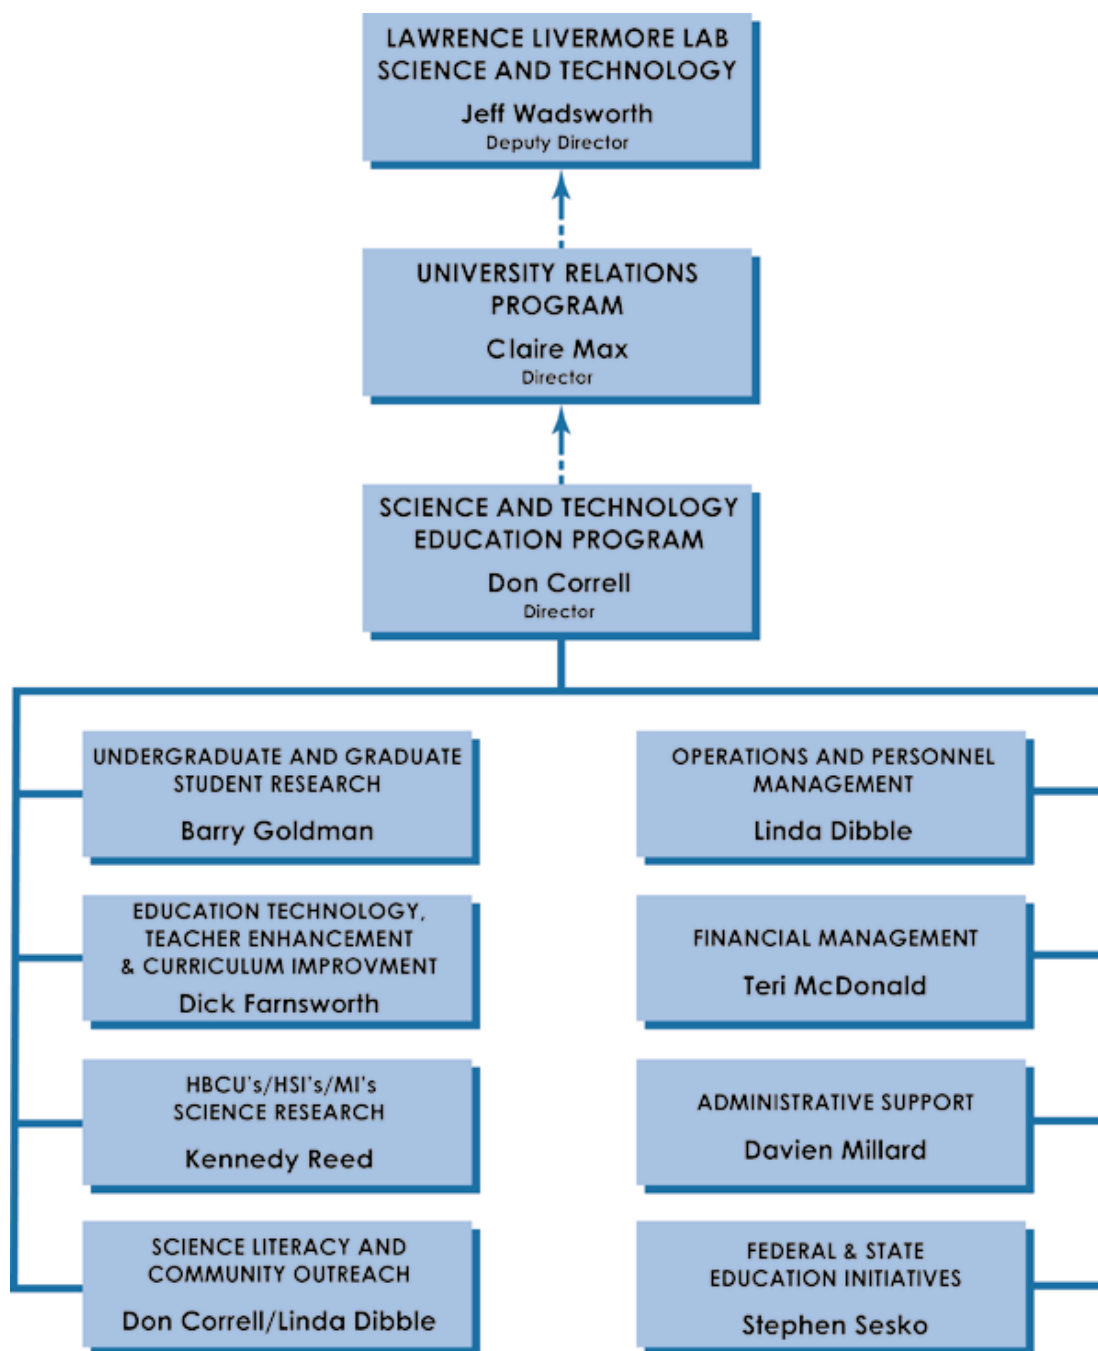 LAWRENCE LIVERMORE LAB
SCIENCE AND TECHNOLOGY
Jeff Wadsworth
Deputy Director
UNIVERSITY RELATIONS
PROGRAM
Claire Max
Director
SCIENCE AND TECHNOLOGY
EDUCATION PROGRAM
Don Correll
Director
UNDERGRADUATE AND GRADUATE
STUDENT RESEARCH
Barry Goldman
EDUCATION TECHNOLOGY,
TEACHER ENHANCEMENT
& CURRICULUM IMPROVMENT
Dick Farnsworth
HBCU's/HSI's/MI's
SCIENCE RESEARCH
Kennedy Reed
SCIENCE LITERACY AND
COMMUNITY OUTREACH
Don Correll/Linda Dibble
OPERATIONS AND PERSONNEL
MANAGEMENT
Linda Dibble
FINANCIAL MANAGEMENT
Teri McDonald
ADMINISTRATIVE SUPPORT
Davien Millard
FEDERAL & STATE
EDUCATION INITIATIVES
Stephen Sesko